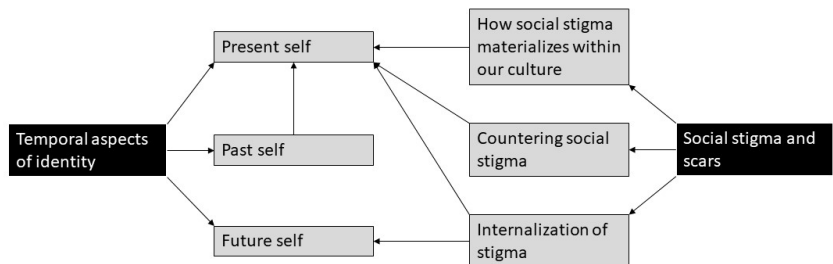 Present self
How social stigma
materializes within
our culture
Temporal aspects
of identity
Past self
Countering social
stigma
Social stigma and
scars
Future self
Internalization of
stigma